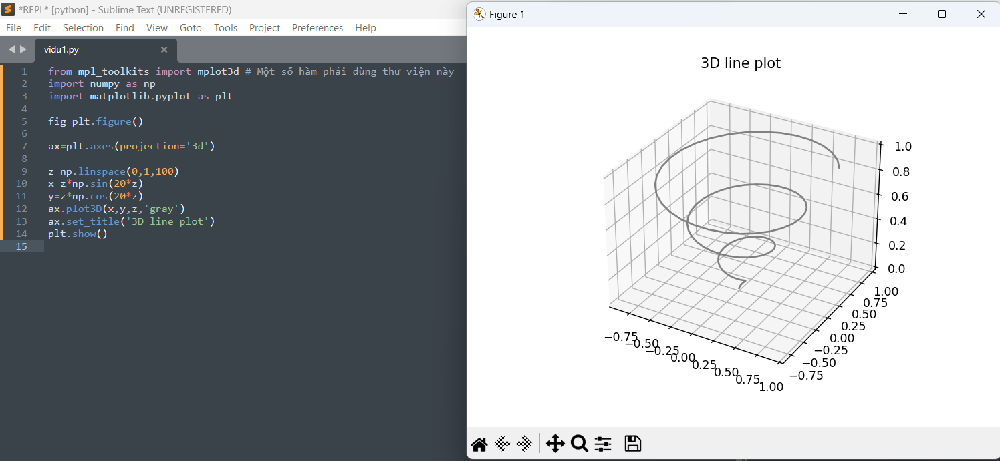 *REPL* [python] - Sublime Text (UNREGISTERED)
File Edit Selection Find View Goto Tools Project Preferences Help
vidu1.py
1 from mpl_toolkits import mplot3d # Một số hàm phải dùng thư viện này
2 import numpy as np
3 import matplotlib.pyplot as plt
4
5 fig=plt.figure()
6
7 ax=plt.axes(projection='3d')
8
9 z=np.linspace(0,1,100)
10 x=z*np.sin(20*z)
11 y=z*np.cos(20*z)
12 ax.plot3D(x,y,z,'gray')
13 ax.set_title('3D line plot')
14 plt.show()
15
Figure 1
3D line plot
1.0
0.8
0.6
0.4
0.2
0.0
1.00
0.75
0.50
0.25
0.00
−0.25
−0.50
−0.75
−0.75
−0.50
−0.25
0.00
0.25
0.50
0.75
1.00